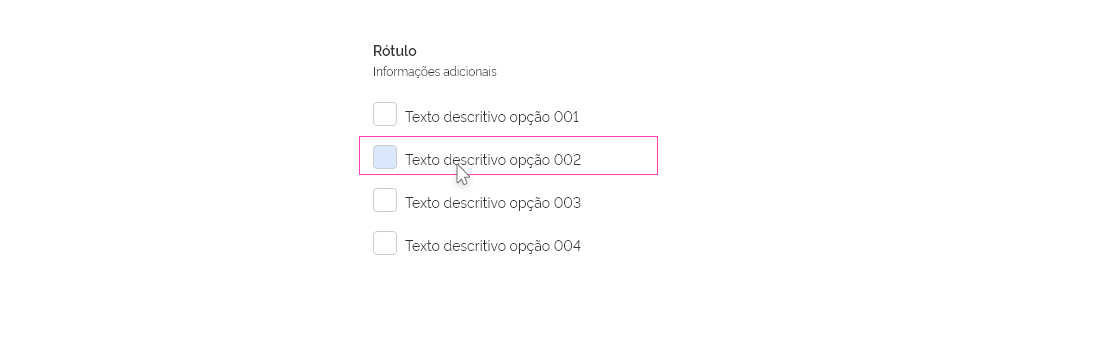 Rótulo
Informações adicionais
Texto descritivo opção 001
Texto descritivo opção 002
Texto descritivo opção 003
Texto descritivo opção 004